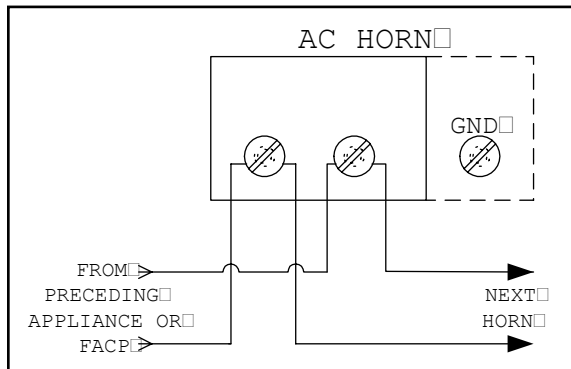 AC HORN
GND
FROM
PRECEDING
APPLIANCE OR
FACP
NEXT
HORN